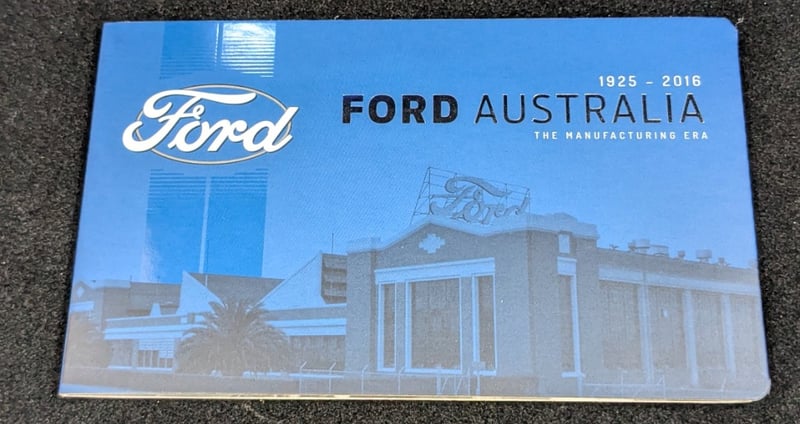 Ford
1925 - 2016
FORD AUSTRALIA
THE MANUFACTURING ERA
Ford